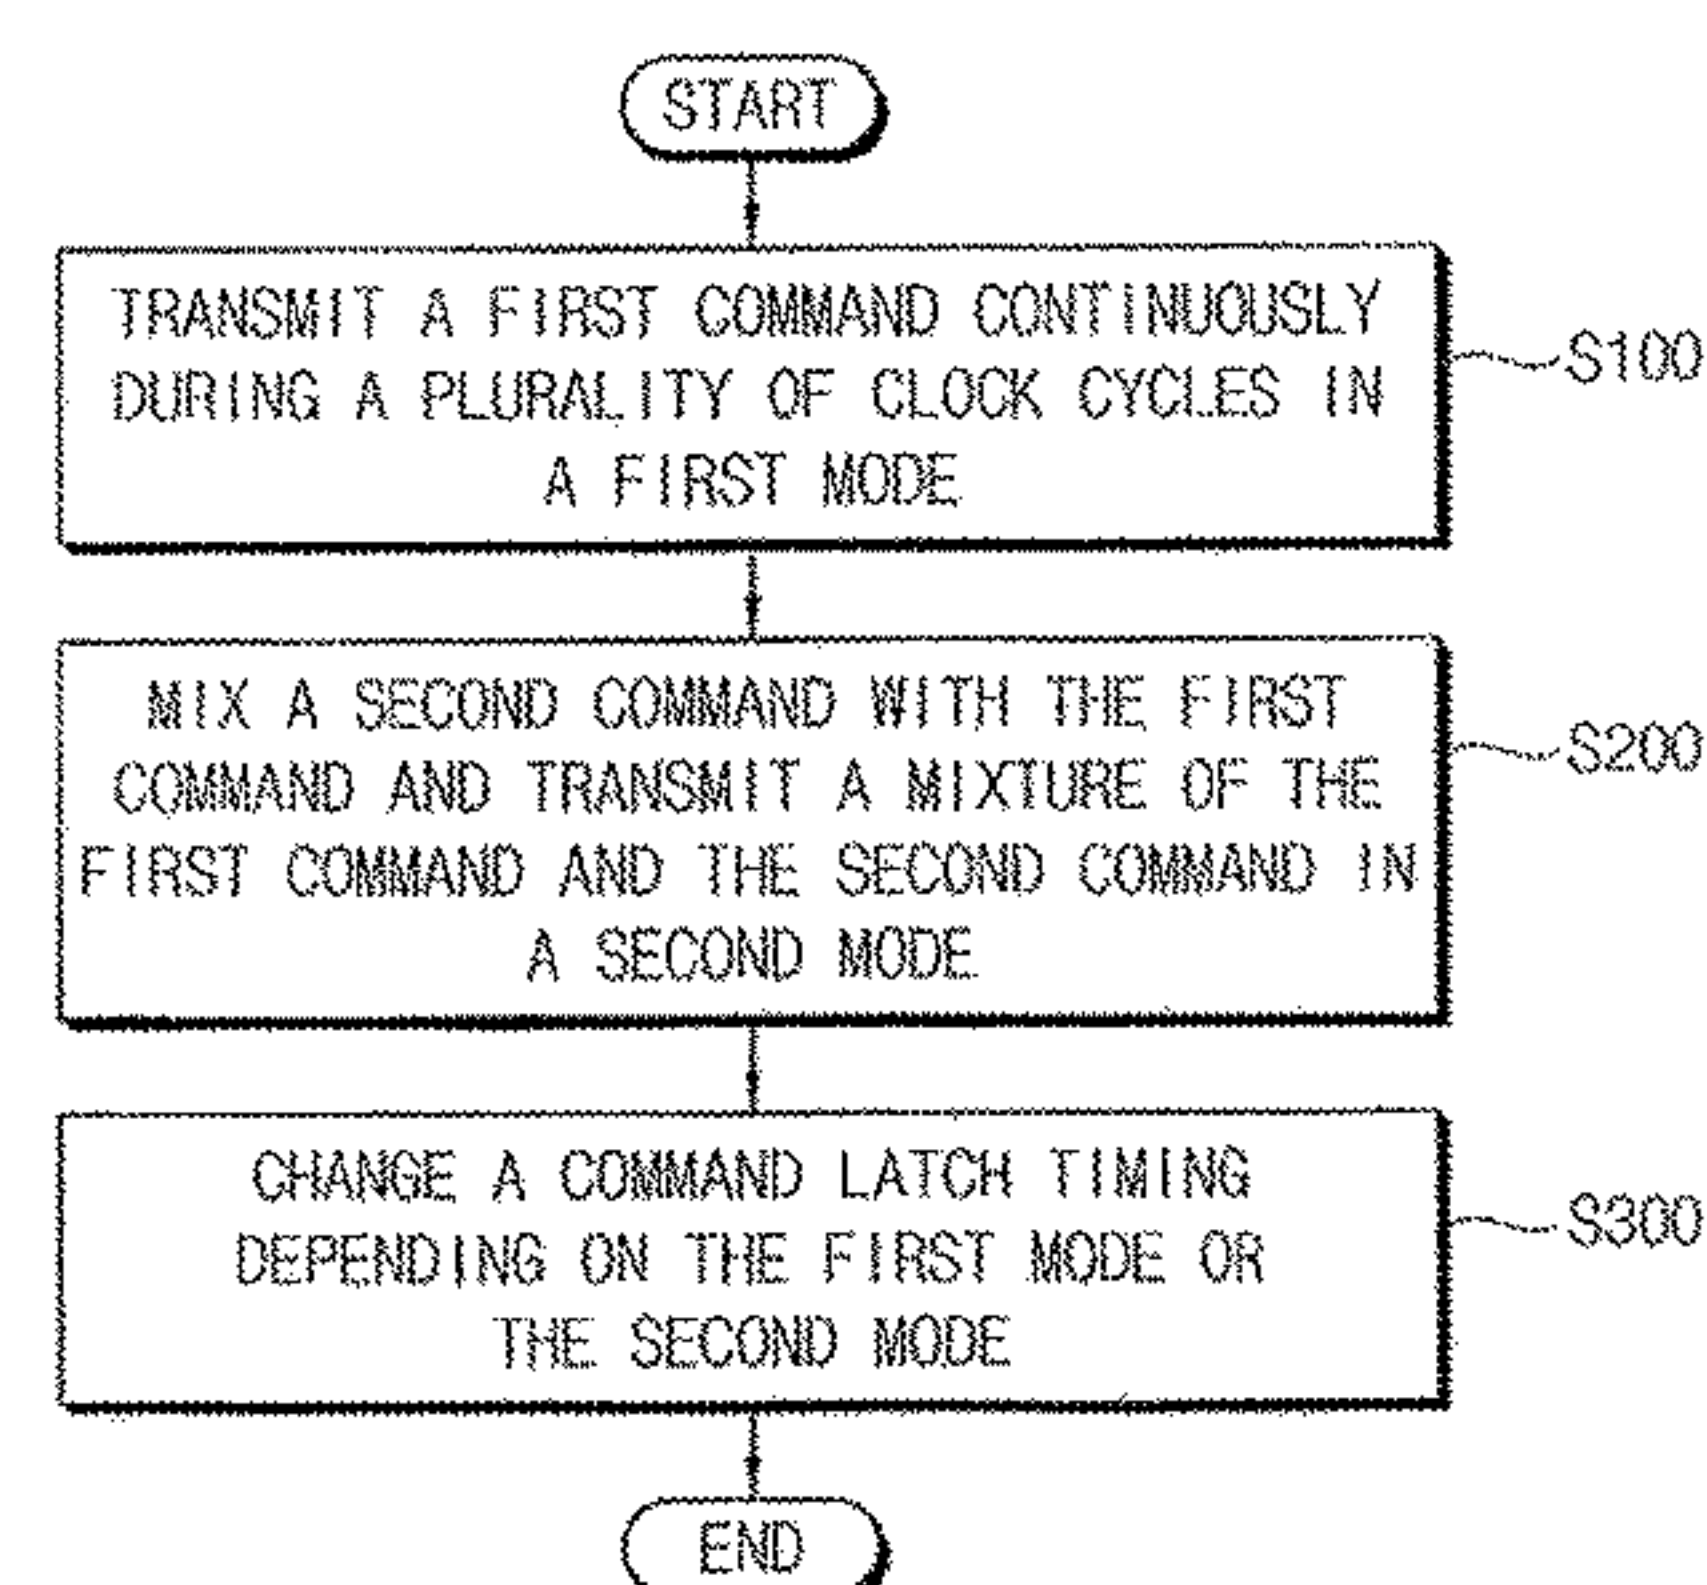 START
TRANSMIT A FIRST COMMAND CONTINUOUSLY
DURING A PLURALITY OF CLOCK CYCLES IN
A FIRST MODE
S100
MIX A SECOND COMMAND WITH THE FIRST
COMMAND AND TRANSMIT A MIXTURE OF THE
FIRST COMMAND AND THE SECOND COMMAND IN
A SECOND MODE
S200
CHANGE A COMMAND LATCH TIMING
DEPENDING ON THE FIRST MODE OR
THE SECOND MODE
S300
END